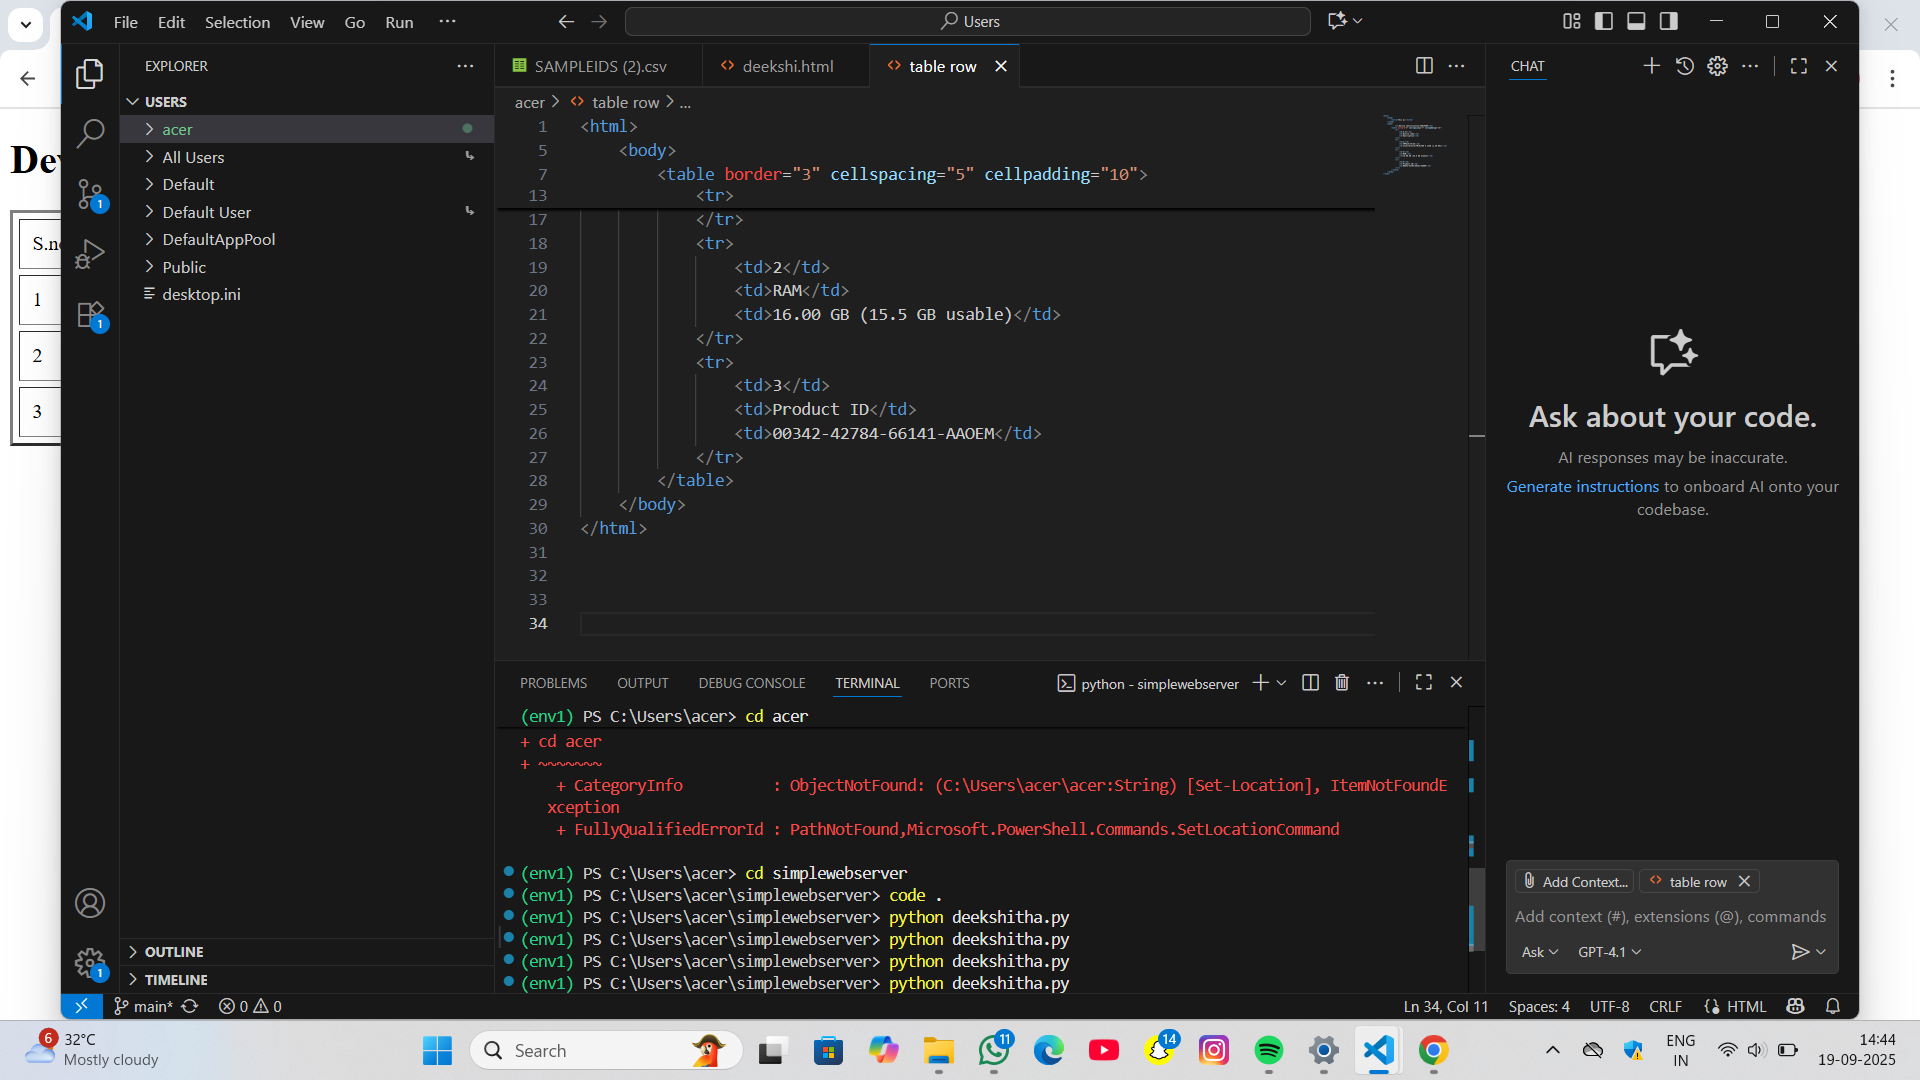 File Edit Selection View Go Run ···
Users
EXPLORER
USERS
acer
All Users
Default
Default User
DefaultAppPool
Public
desktop.ini
OUTLINE
TIMELINE
SAMPLEIDS (2).csv
deekshi.html
table row
acer > table row > ...
1 <html>
5 <body>
7 <table border="3" cellspacing="5" cellpadding="10">
13 <tr>
17 </tr>
18 <tr>
19 <td>2</td>
20 <td>RAM</td>
21 <td>16.00 GB (15.5 GB usable)</td>
22 </tr>
23 <tr>
24 <td>3</td>
25 <td>Product ID</td>
26 <td>00342-42784-66141-AAOEM</td>
27 </tr>
28 </table>
29 </body>
30 </html>
31
32
33
34
PROBLEMS OUTPUT DEBUG CONSOLE TERMINAL PORTS
python - simplewebserver
(env1) PS C:\Users\acer> cd acer
+ cd acer
+ ~~~~~~~
+ CategoryInfo : ObjectNotFound: (C:\Users\acer\acer:String) [Set-Location], ItemNotFoundE
xception
+ FullyQualifiedErrorId : PathNotFound,Microsoft.PowerShell.Commands.SetLocationCommand
(env1) PS C:\Users\acer> cd simplewebserver
(env1) PS C:\Users\acer\simplewebserver> code .
(env1) PS C:\Users\acer\simplewebserver> python deekshitha.py
(env1) PS C:\Users\acer\simplewebserver> python deekshitha.py
(env1) PS C:\Users\acer\simplewebserver> python deekshitha.py
(env1) PS C:\Users\acer\simplewebserver> python deekshitha.py
CHAT
Ask about your code.
AI responses may be inaccurate.
Generate instructions to onboard AI onto your
codebase.
Add Context...
table row
Add context (#), extensions (@), commands
Ask
GPT-4.1
main*
0
0
Ln 34, Col 11
Spaces: 4
UTF-8
CRLF
HTML
1
1
1
De
S.n
1
2
3
6
32°C
Mostly cloudy
Search
11
14
ENG
IN
14:44
19-09-2025